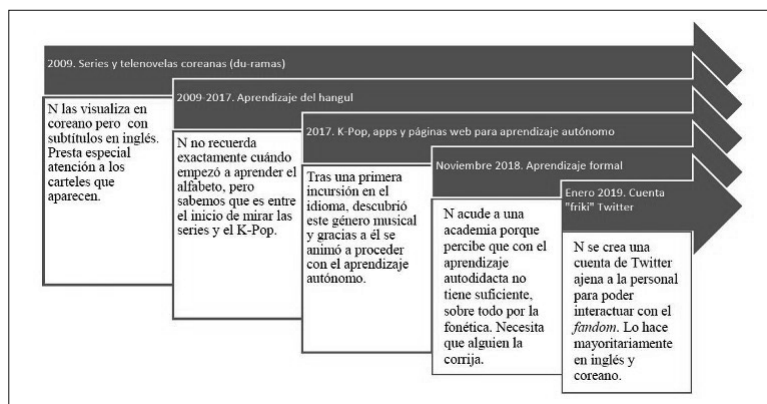 2009. Series y telenovelas coreanas (du-ramas)
N las visualiza en
coreano pero con
subtítulos en inglés.
Presta especial
atención a los
carteles que
aparecen.
2009-2017. Aprendizaje del hangul
N no recuerda
exactamente cuándo
empezó a aprender el
alfabeto, pero
sabemos que es entre
el inicio de mirar las
series y el K-Pop.
2017. K-Pop, apps y páginas web para aprendizaje autónomo
Tras una primera
incursión en el
idioma, descubrió
este género musical y
gracias a él se
animó a proceder
con el aprendizaje
autónomo.
Noviembre 2018. Aprendizaje formal
N acude a una
academia porque
percibe que con el
aprendizaje
autodidacta no
tiene suficiente,
sobre todo por la
fonética. Necesita
que alguien la
corrija.
Enero 2019. Cuenta
"friki" Twitter
N se crea una
cuenta de Twitter
ajena a la personal
para poder
interactuar con el
fandom. Lo hace
mayoritariamente
en inglés y
coreano.